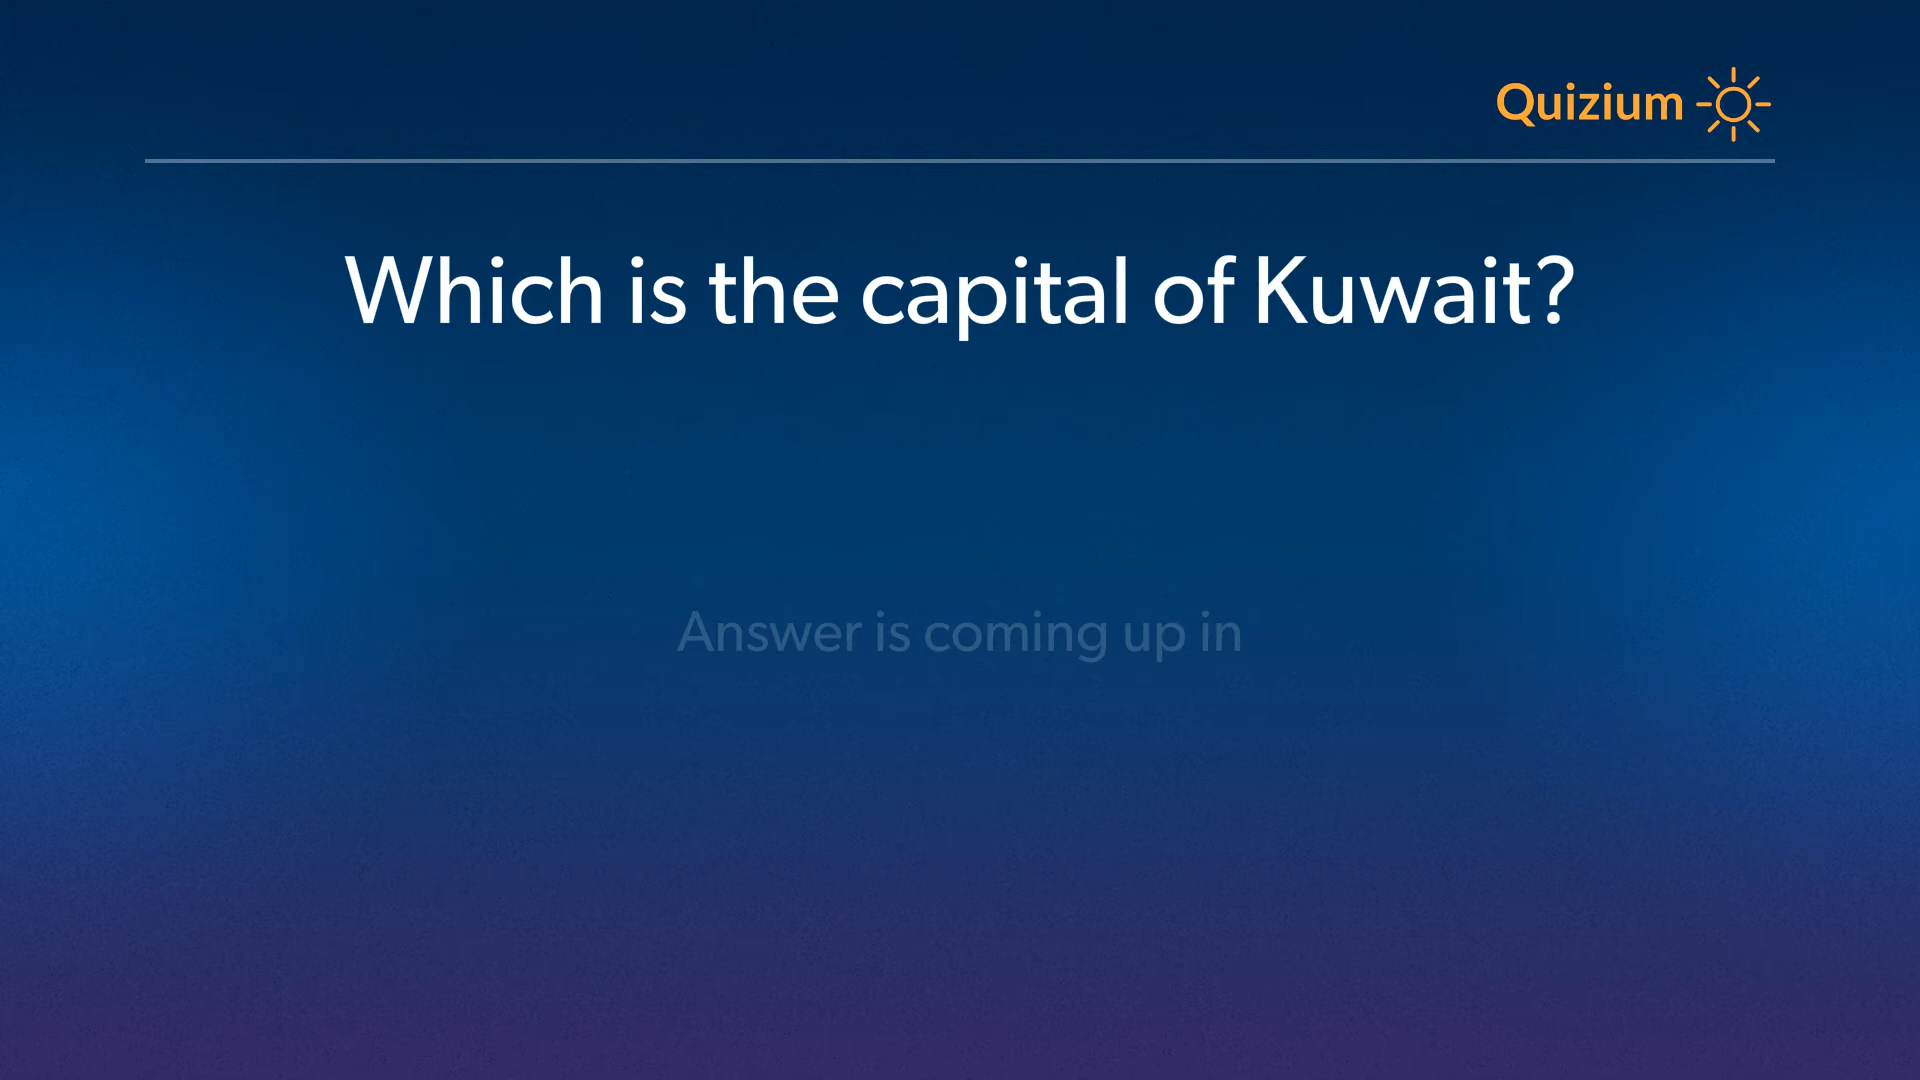 Quizium
Which is the capital of Kuwait?
Answer is coming up in